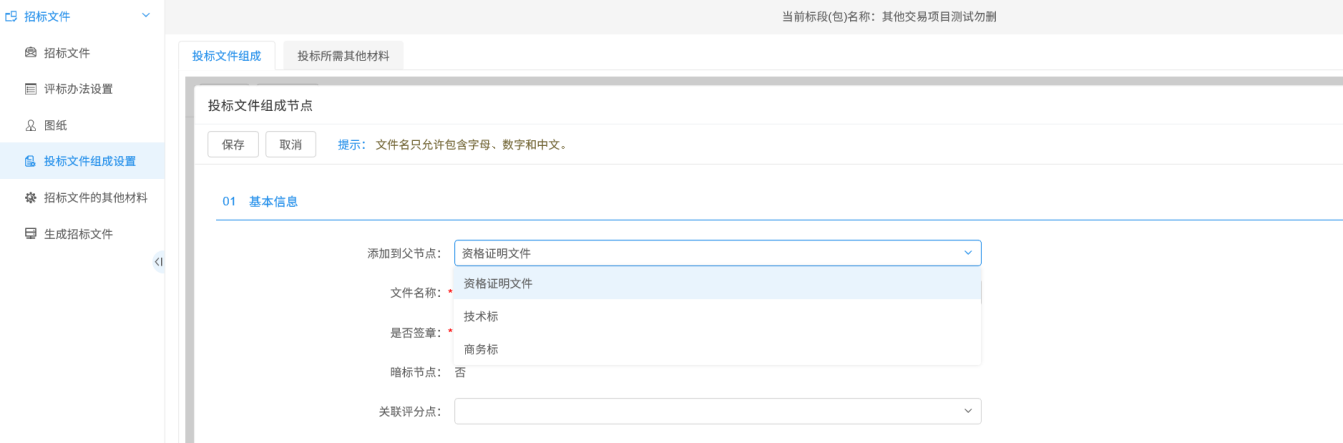 招标文件
当前标段(包)名称：其他交易项目测试勿删
招标文件
评标办法设置
图纸
投标文件组成设置
招标文件的其他材料
生成招标文件
投标文件组成
投标所需其他材料
投标文件组成节点
保存
取消
提示： 文件名只允许包含字母、数字和中文。
01 基本信息
添加到父节点： 资格证明文件
资格证明文件
技术标
商务标
文件名称：*
是否签章：*
暗标节点： 否
关联评分点：